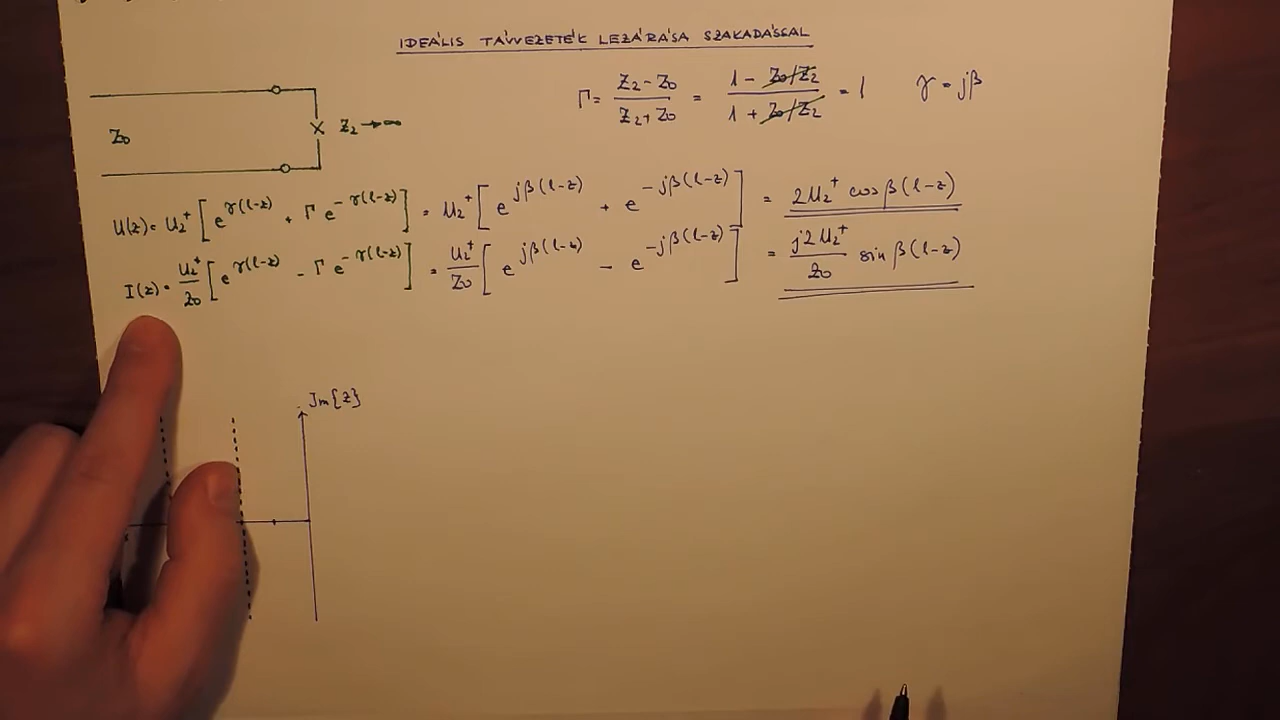 IDEÁLIS TÁVVEZETÉK LEZÁRÁSA SZAKADÁSSAL
Γ = (Z₂ - Z₀)/(Z₂ + Z₀) = (1 - Z₀/Z₂)/(1 + Z₀/Z₂) = 1 γ = jβ
Z₀ Z₂ → ∞
U(z) = U₂⁺ [e^{γ(l-z)} + Γ e^{-γ(l-z)}] = U₂⁺ [e^{jβ(l-z)} + e^{-jβ(l-z)}] = 2U₂⁺ cos β(l-z)
I(z) = U₂⁺/Z₀ [e^{γ(l-z)} - Γ e^{-γ(l-z)}] = U₂⁺/Z₀ [e^{jβ(l-z)} - e^{-jβ(l-z)}] = j2U₂⁺/Z₀ sin β(l-z)
Jm{Z}